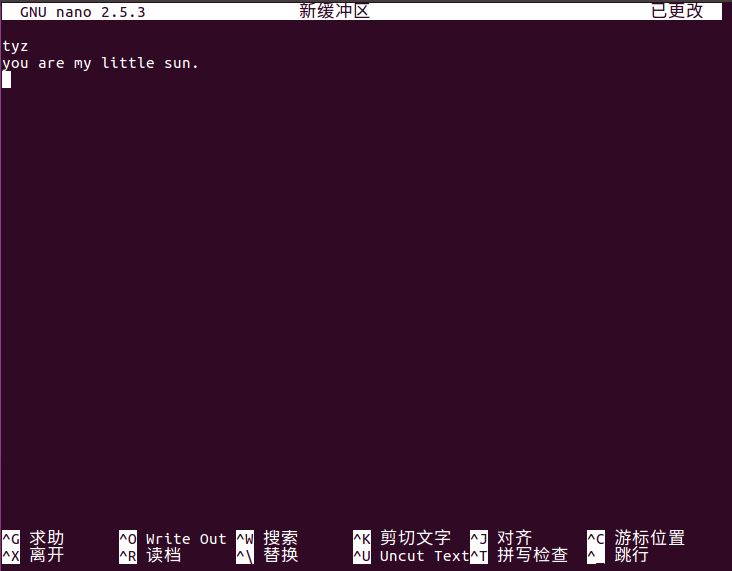 GNU nano 2.5.3 新缓冲区 已更改
tyz
you are my little sun.
^G 求助 ^O Write Out ^W 搜索 ^K 剪切文字 ^J 对齐 ^C 游标位置
^X 离开 ^R 读档 ^\ 替换 ^U Uncut Text ^T 拼写检查 ^_ 跳行